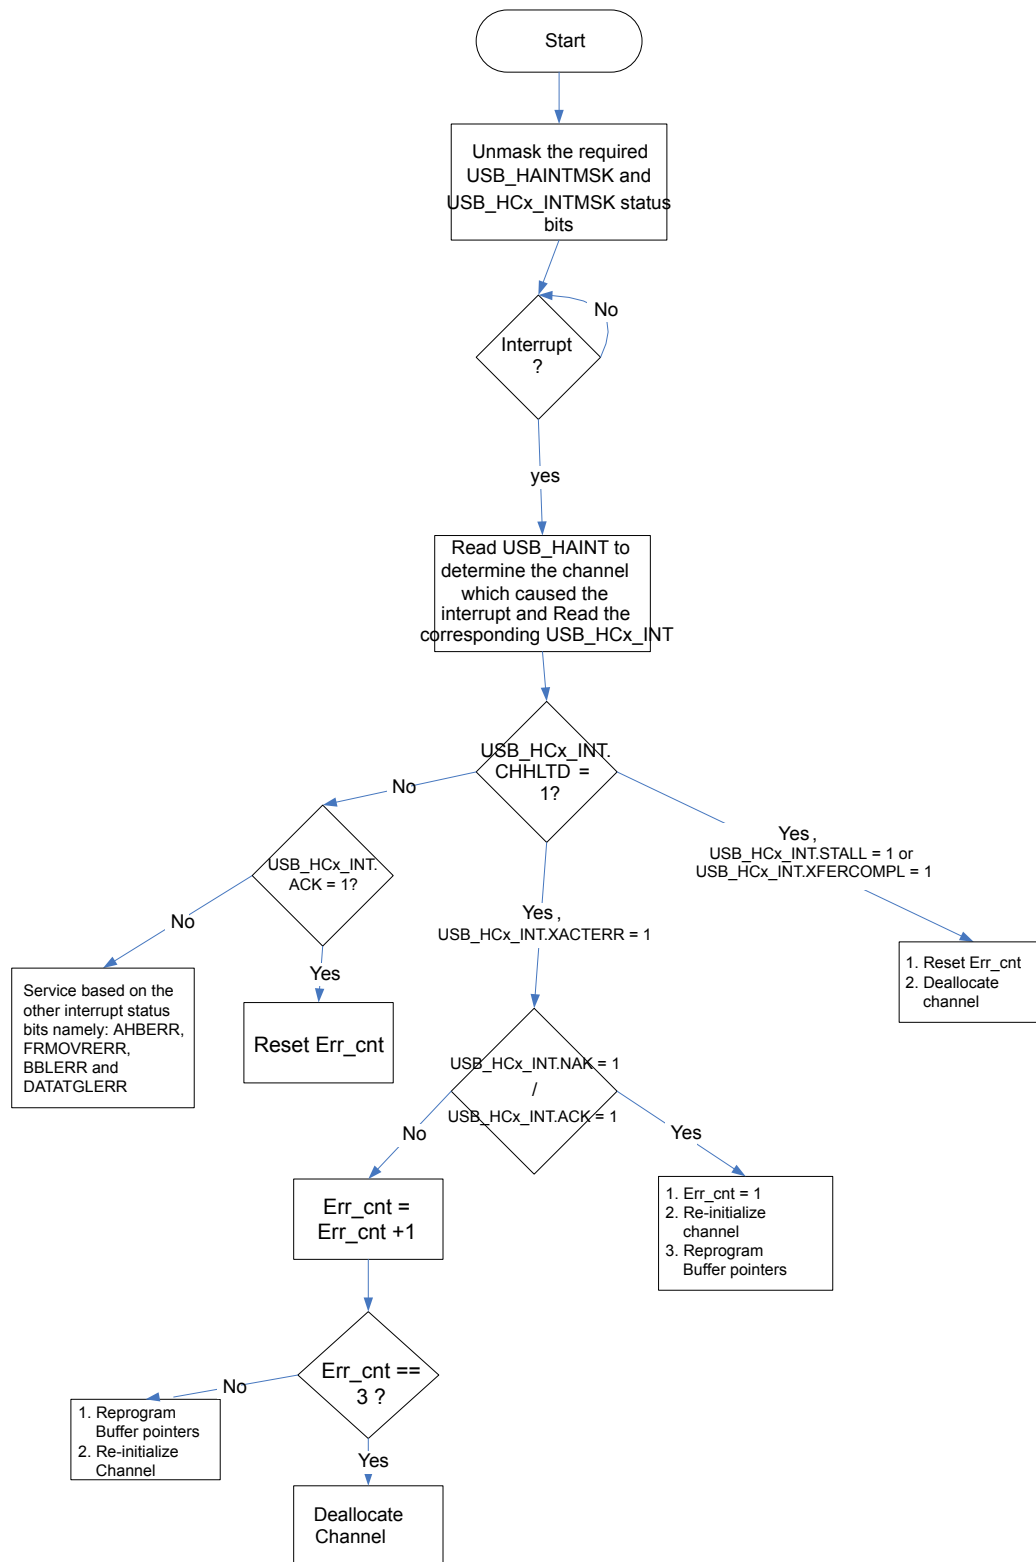 Start
Unmask the required
USB_HAINTMSK and
USB_HCx_INTMSK status
bits
No
Interrupt
?
yes
Read USB_HAINT to
determine the channel
which caused the
interrupt and Read the
corresponding USB_HCx_INT
USB_HCx_INT.
CHHLTD =
1?
No
Yes,
USB_HCx_INT.STALL = 1 or
USB_HCx_INT.XFERCOMPL = 1
USB_HCx_INT.
ACK = 1?
Yes,
USB_HCx_INT.XACTERR = 1
No
Yes
1. Reset Err_cnt
2. Deallocate
channel
Service based on the
other interrupt status
bits namely: AHBERR,
FRMOVRERR,
BBLERR and
DATATGLERR
Reset Err_cnt
USB_HCx_INT.NAK = 1
/
USB_HCx_INT.ACK = 1
No
Yes
Err_cnt =
Err_cnt +1
1. Err_cnt = 1
2. Re-initialize
channel
3. Reprogram
Buffer pointers
Err_cnt ==
3 ?
No
1. Reprogram
Buffer pointers
2. Re-initialize
Channel
Yes
Deallocate
Channel